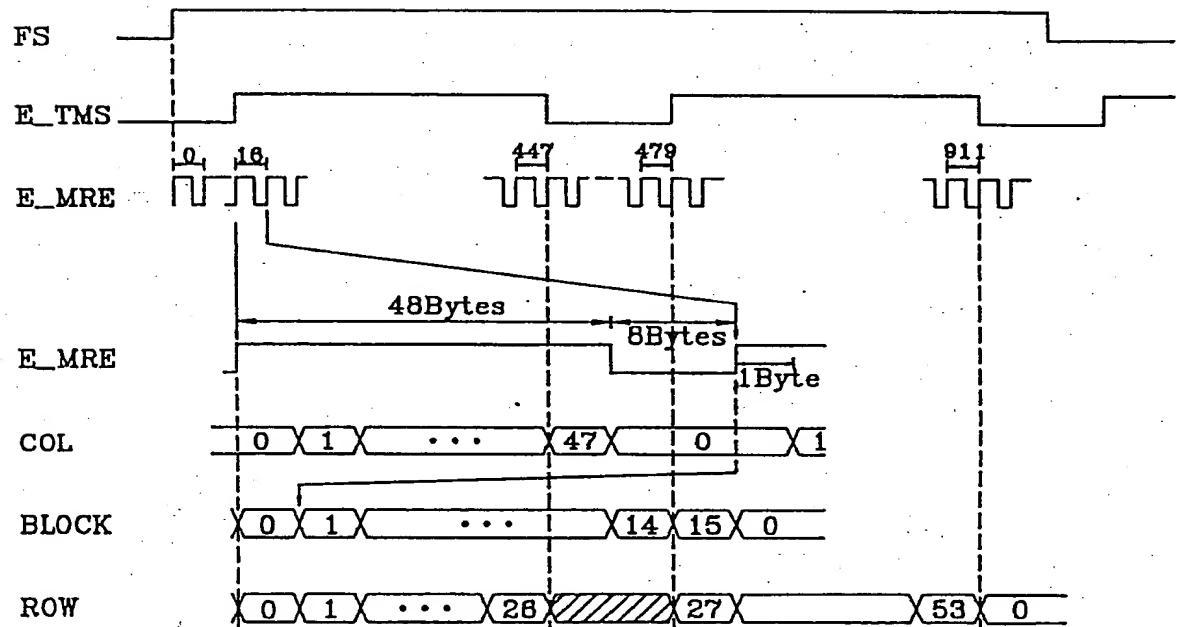 FS
E_TMS
0 16 447 479 911
E_MRE
48Bytes
8Bytes
E_MRE
1Byte
COL 0 1 ··· 47 0 1
BLOCK 0 1 ··· 14 15 0
ROW 0 1 ··· 26 27 53 0